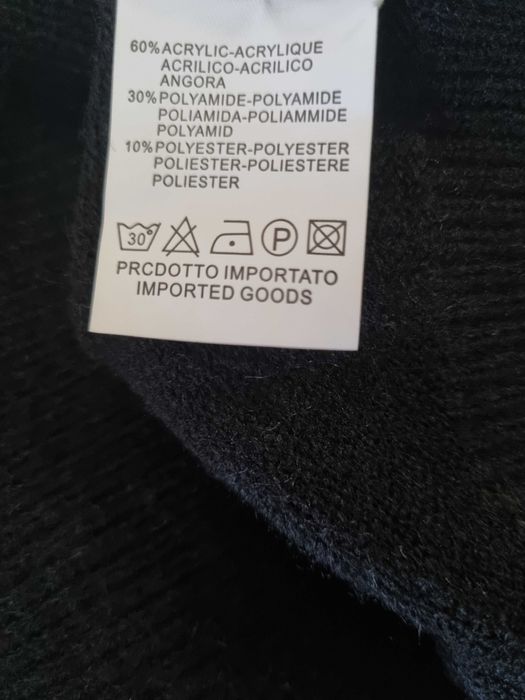 60%ACRYLIC-ACRYLIQUE
ACRILICO-ACRILICO
ANGORA
30%POLYAMIDE-POLYAMIDE
POLIAMIDA-POLIAMMIDE
POLYAMID
10%POLYESTER-POLYESTER
POLIESTER-POLIESTERE
POLIESTER
30° P
PRCDOTTO IMPORTATO
IMPORTED GOODS